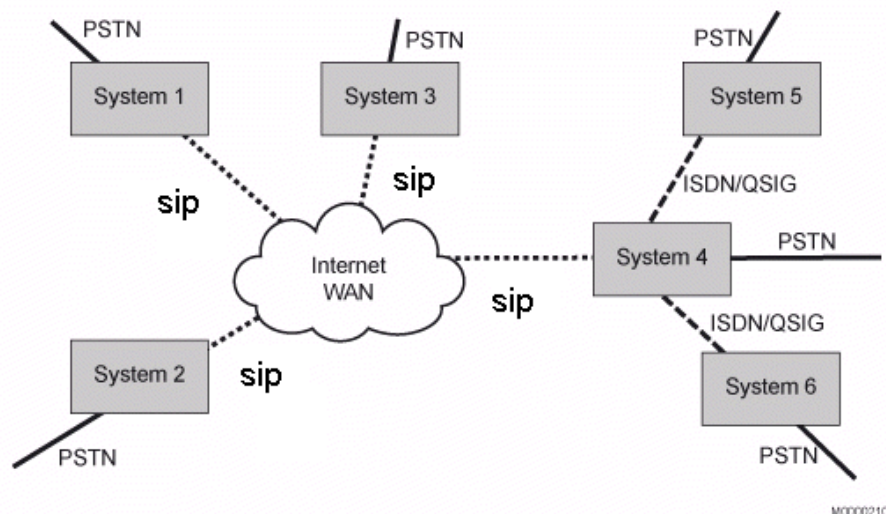 PSTN
PSTN
PSTN
System 1
System 3
System 5
sip
sip
ISDN/QSIG
Internet
WAN
System 4
PSTN
sip
ISDN/QSIG
System 2
sip
System 6
PSTN
PSTN